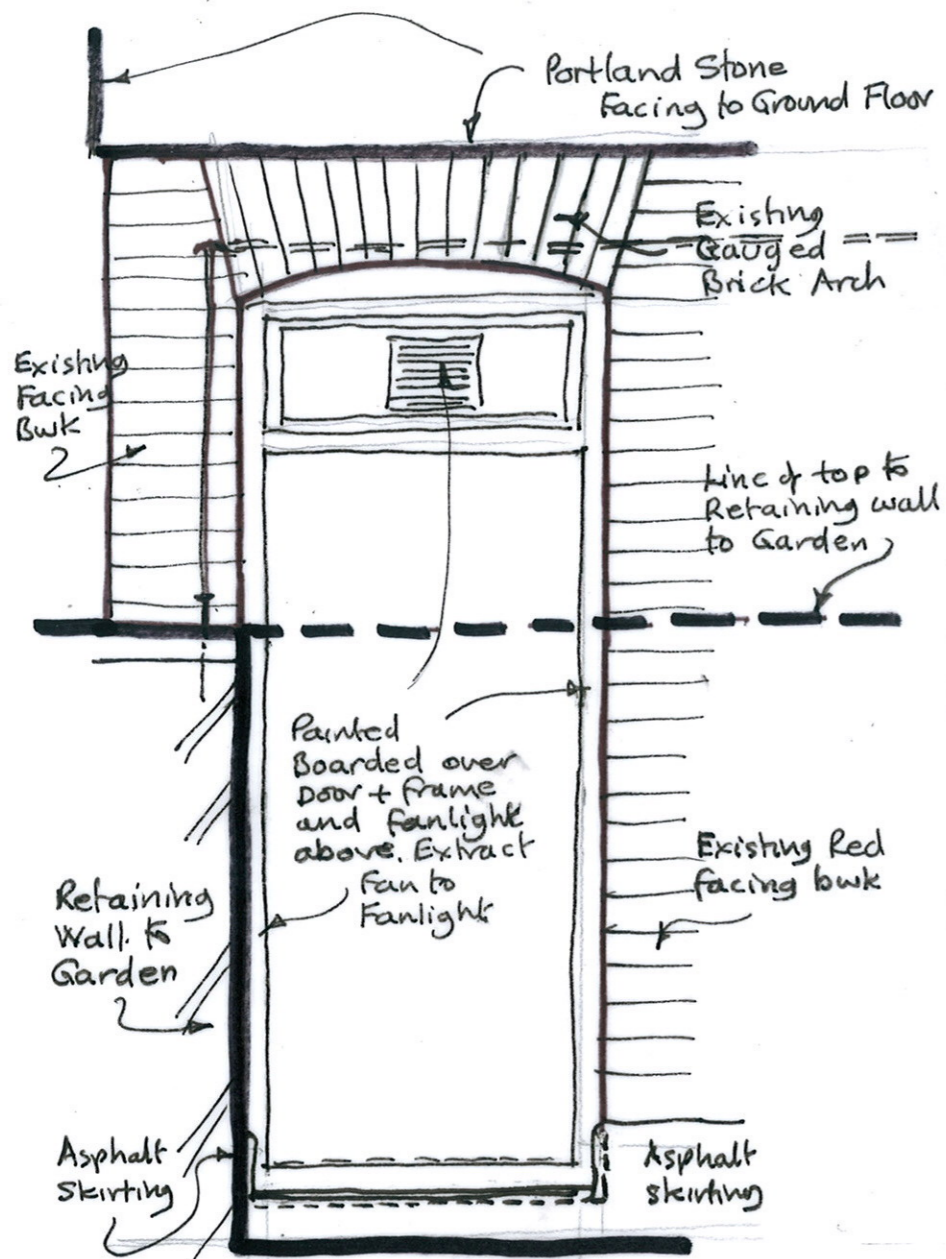 Portland Stone
Facing to Ground Floor
Existing
Gauged
Brick Arch
Existing
Facing
Bwk
Line of top to
Retaining wall
to Garden
Painted
Boarded over
Door + frame
and fanlight
above. Extract
Fan to
Fanlight
Existing Red
facing bwk
Retaining
Wall to
Garden
Asphalt
Skirting
Asphalt
skirting